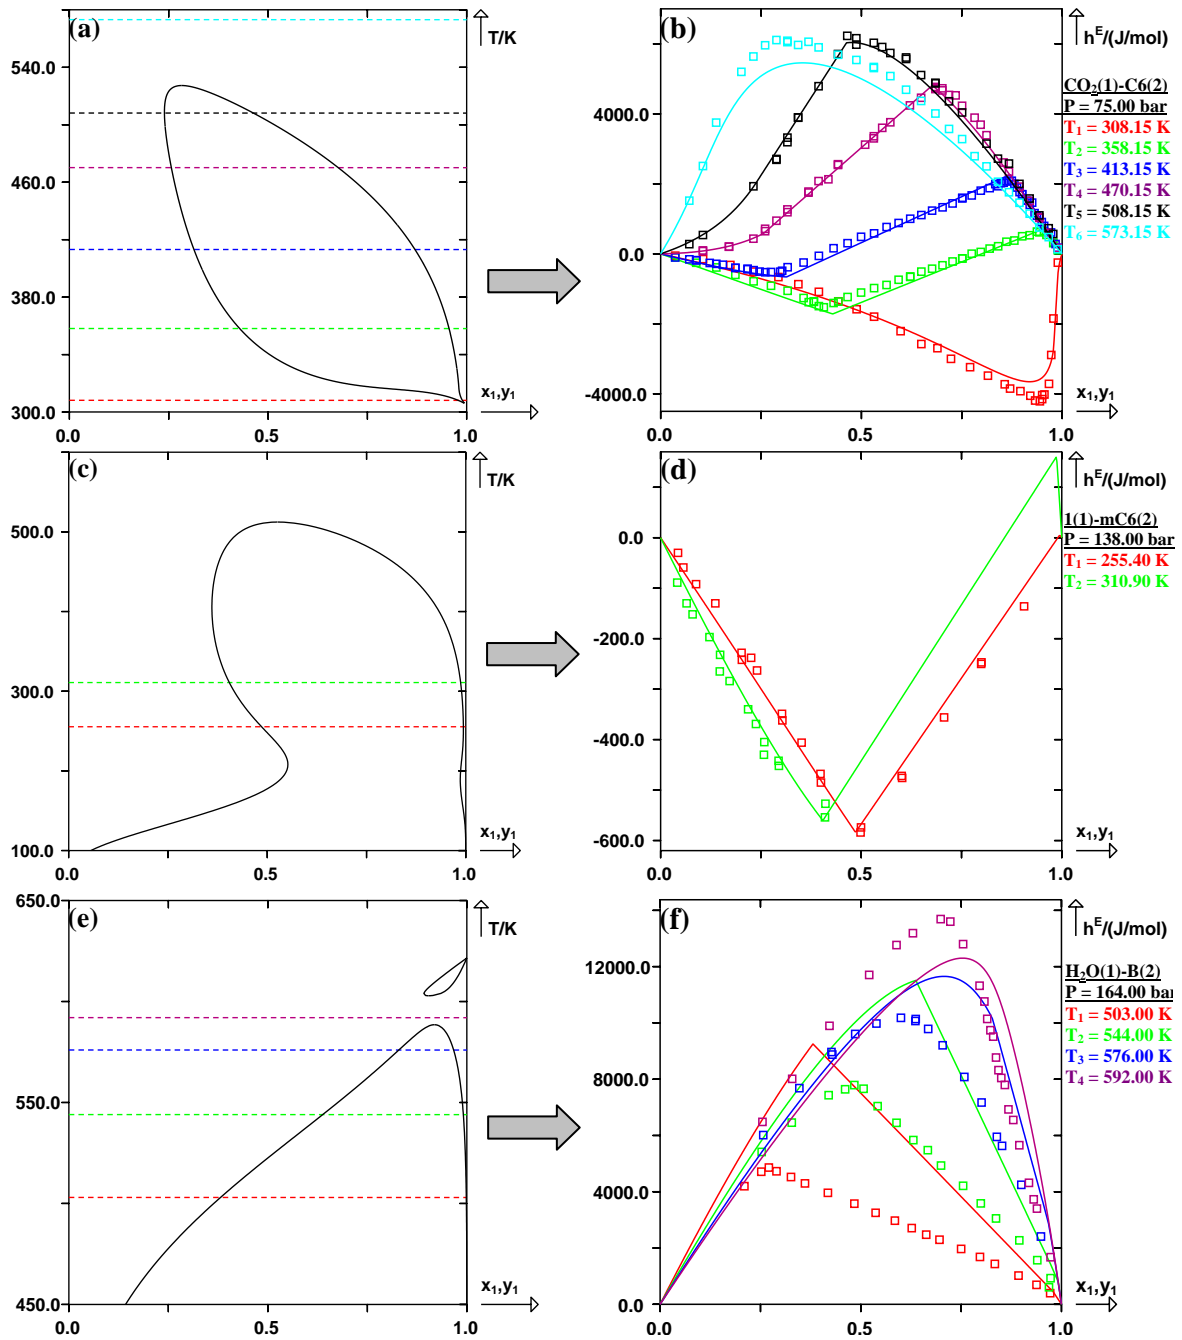 (a)
T/K
540.0
460.0
380.0
300.0
x1,y1
0.0
0.5
1.0
(b)
hE/(J/mol)
4000.0
0.0
-4000.0
CO2(1)-C6(2)
P = 75.00 bar
T1 = 308.15 K
T2 = 358.15 K
T3 = 413.15 K
T4 = 470.15 K
T5 = 508.15 K
T6 = 573.15 K
x1,y1
0.0
0.5
1.0
(c)
T/K
500.0
300.0
100.0
x1,y1
0.0
0.5
1.0
(d)
hE/(J/mol)
0.0
-200.0
-400.0
-600.0
1(1)-mC6(2)
P = 138.00 bar
T1 = 255.40 K
T2 = 310.90 K
x1,y1
0.0
0.5
1.0
(e)
T/K
650.0
550.0
450.0
x1,y1
0.0
0.5
1.0
(f)
hE/(J/mol)
12000.0
8000.0
4000.0
0.0
H2O(1)-B(2)
P = 164.00 bar
T1 = 503.00 K
T2 = 544.00 K
T3 = 576.00 K
T4 = 592.00 K
x1,y1
0.0
0.5
1.0